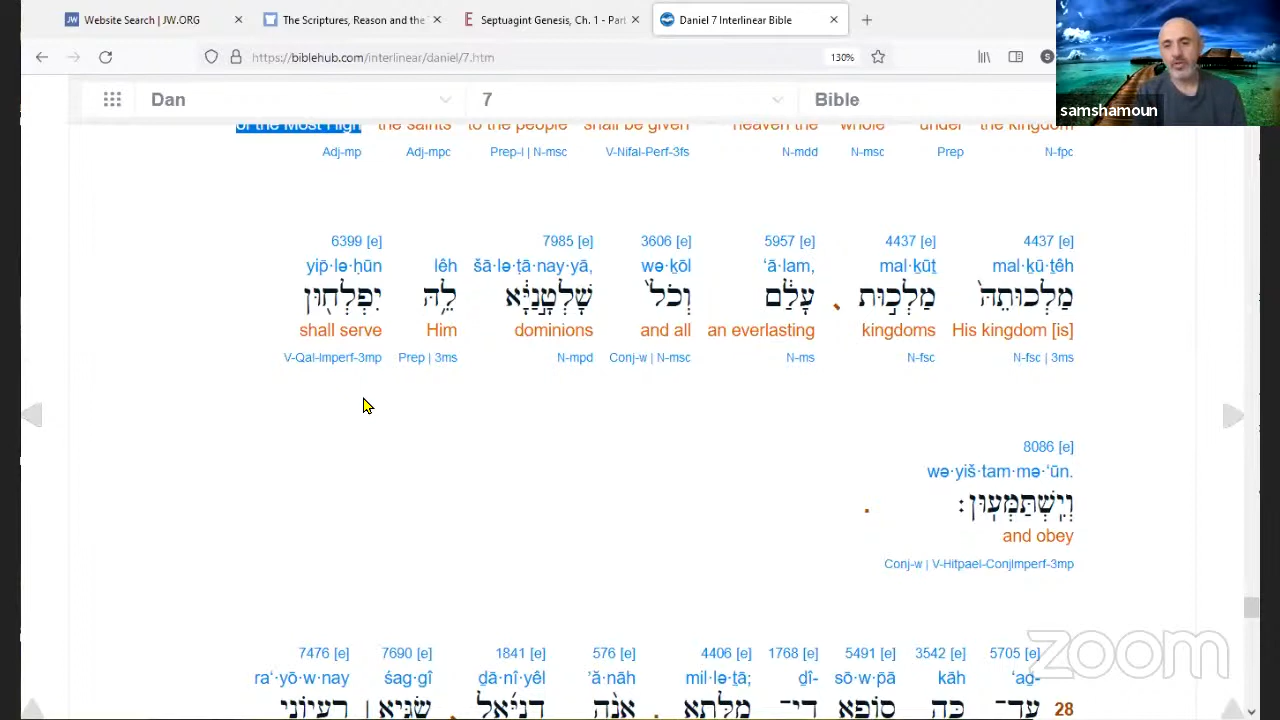 Website Search | JW.ORG × The Scriptures, Reason and the × Septuagint Genesis, Ch. 1 - Part × Daniel 7 Interlinear Bible × +
https://biblehub.com/interlinear/daniel/7.htm 130%
samshamoun
Dan 7 Bible
of the Most High the saints to the people shall be given heaven the whole under the kingdom
Adj-mp Adj-mpc Prep-l | N-msc V-Nifal-Perf-3fs N-mdd N-msc Prep N-fpc
6399 [e] 7985 [e] 3606 [e] 5957 [e] 4437 [e] 4437 [e]
yip̄·lə·ḥūn lêh šā·lə·ṭā·nay·yā, wə·ḵōl ‘ā·lam, mal·ḵūṯ mal·ḵū·ṯêh
מַלְכוּתֵהּ֙ מַלְכ֣וּת עָלַ֔ם וְכֹל֙ שָׁלְטָ֣נַיָּ֔א לֵ֥הּ יִפְלְח֖וּן
shall serve Him dominions and all an everlasting kingdoms His kingdom [is]
V-Qal-Imperf-3mp Prep | 3ms N-mpd Conj-w | N-msc N-ms N-fsc N-fsc | 3ms
8086 [e]
wə·yiš·tam·mə·‘ūn.
וְיִֽשְׁתַּמְּעֽוּן׃
and obey
Conj-w | V-Hitpael-ConjImperf-3mp
zoom
7476 [e] 7690 [e] 1841 [e] 576 [e] 4406 [e] 1768 [e] 5491 [e] 3542 [e] 5705 [e]
ra‘·yō·w·nay śag·gî ḏā·nî·yêl ’ă·nāh mil·lə·ṯā; ḏî- sō·w·p̄ā kāh ‘aḏ-
28 עַד־ כָּ֖ה סוֹפָ֣א דִֽי־ מִלְּתָ֑א אֲנָ֨ה דָֽנִיֵּ֜אל שַׂגִּ֣יא ׀ רַעְיוֹנַ֣י